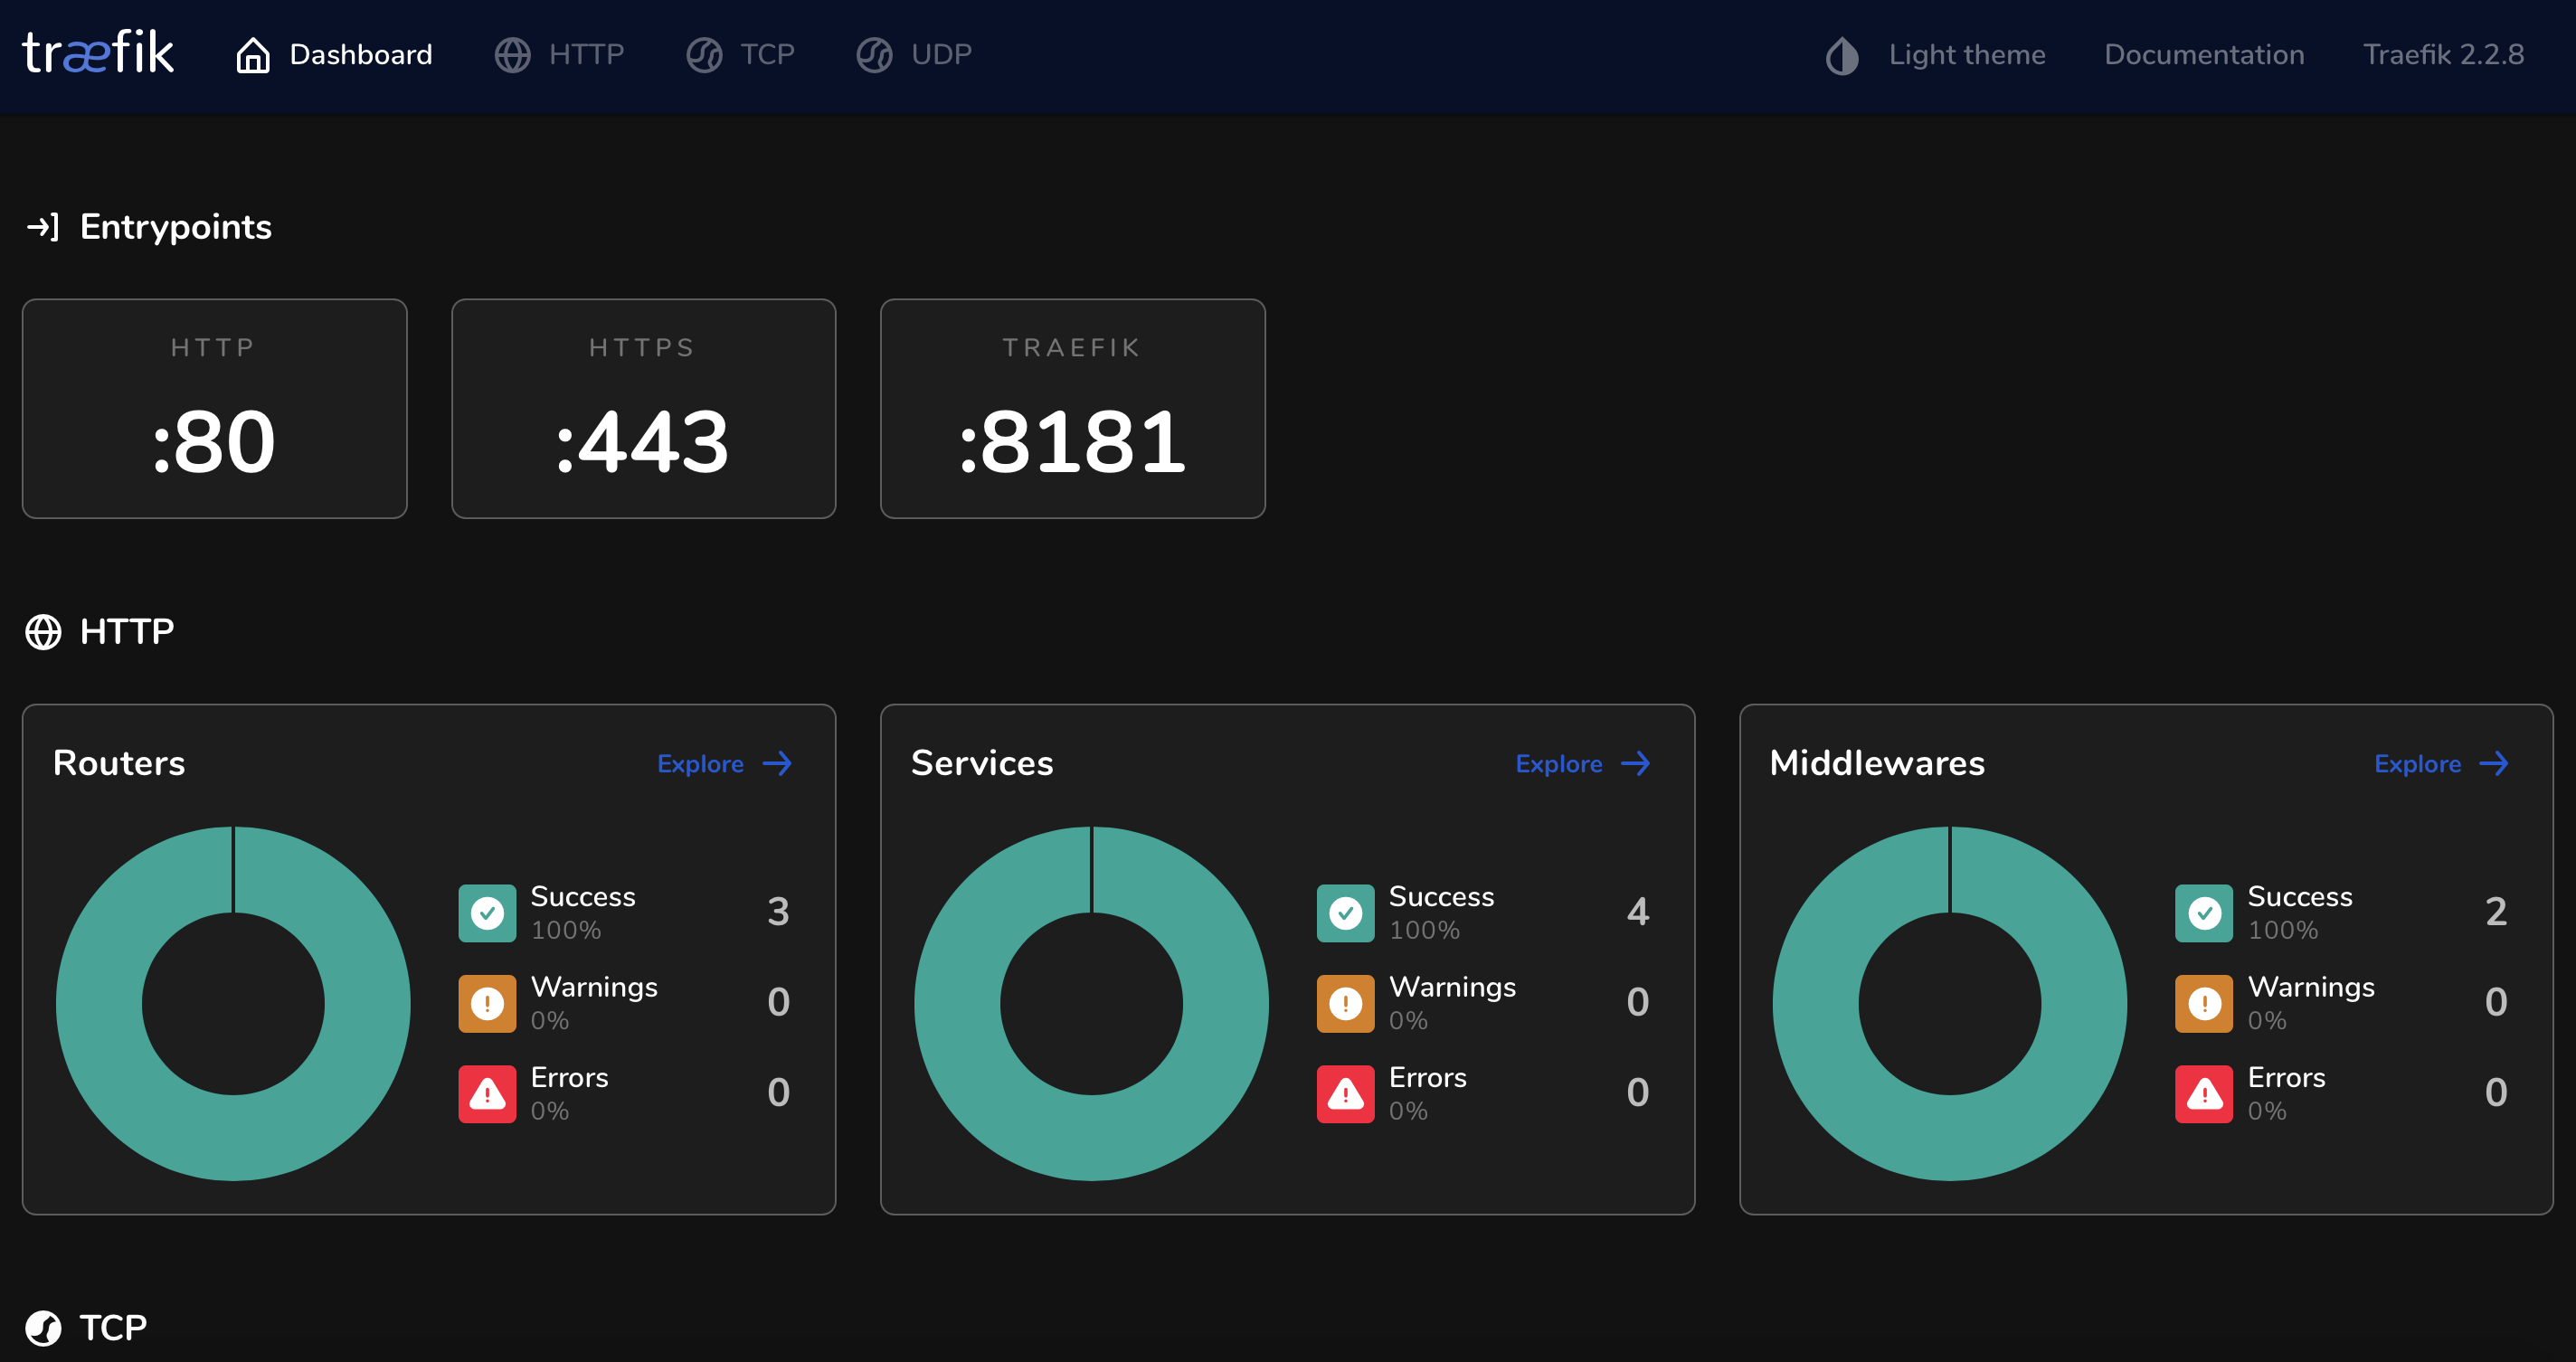 træfik Dashboard HTTP TCP UDP Light theme Documentation Traefik 2.2.8
Entrypoints
HTTP HTTPS TRAEFIK
:80 :443 :8181
HTTP
Routers Explore Services Explore Middlewares Explore
Success 3 Success 4 Success 2
100% 100% 100%
Warnings 0 Warnings 0 Warnings 0
0% 0% 0%
Errors 0 Errors 0 Errors 0
0% 0% 0%
TCP